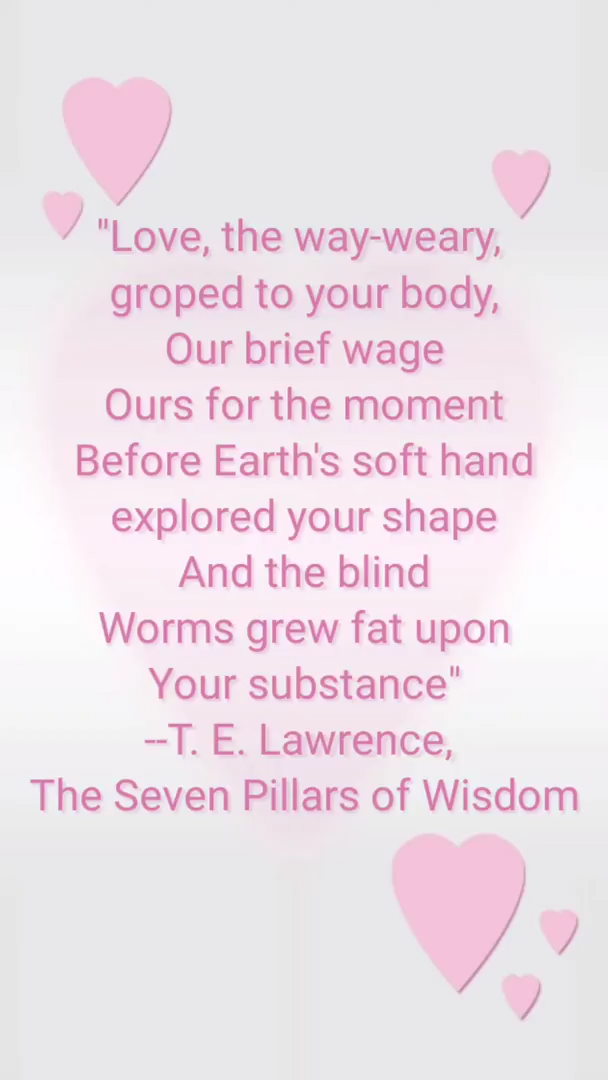 "Love, the way-weary,
groped to your body,
Our brief wage
Ours for the moment
Before Earth's soft hand
explored your shape
And the blind
Worms grew fat upon
Your substance"
--T. E. Lawrence,
The Seven Pillars of Wisdom